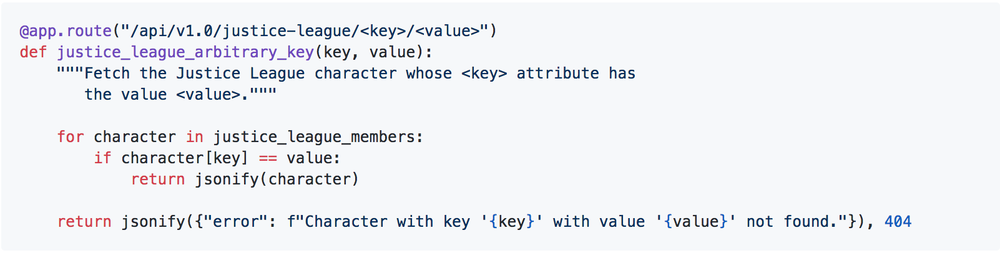 @app.route("/api/v1.0/justice-league/<key>/<value>")
def justice_league_arbitrary_key(key, value):
    """Fetch the Justice League character whose <key> attribute has
       the value <value>."""

    for character in justice_league_members:
        if character[key] == value:
            return jsonify(character)

    return jsonify({"error": f"Character with key '{key}' with value '{value}' not found."}), 404